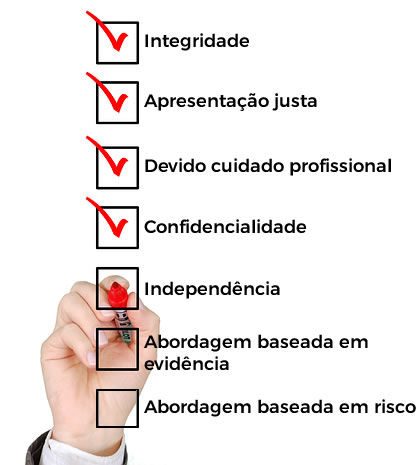 Integridade
Apresentação justa
Devido cuidado profissional
Confidencialidade
Independência
Abordagem baseada em
evidência
Abordagem baseada em risco